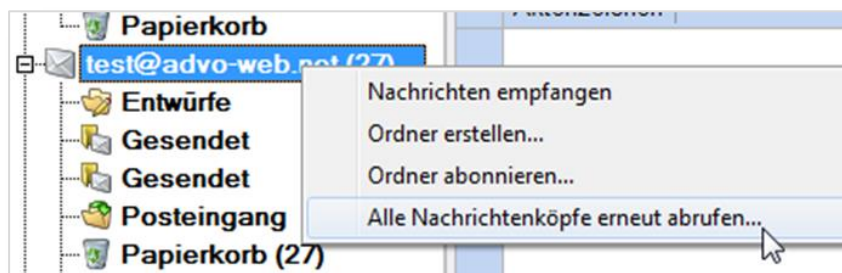 Papierkorb
test@advo-web.net (27)
Entwürfe
Gesendet
Gesendet
Posteingang
Papierkorb (27)
Nachrichten empfangen
Ordner erstellen...
Ordner abonnieren...
Alle Nachrichtenköpfe erneut abrufen...